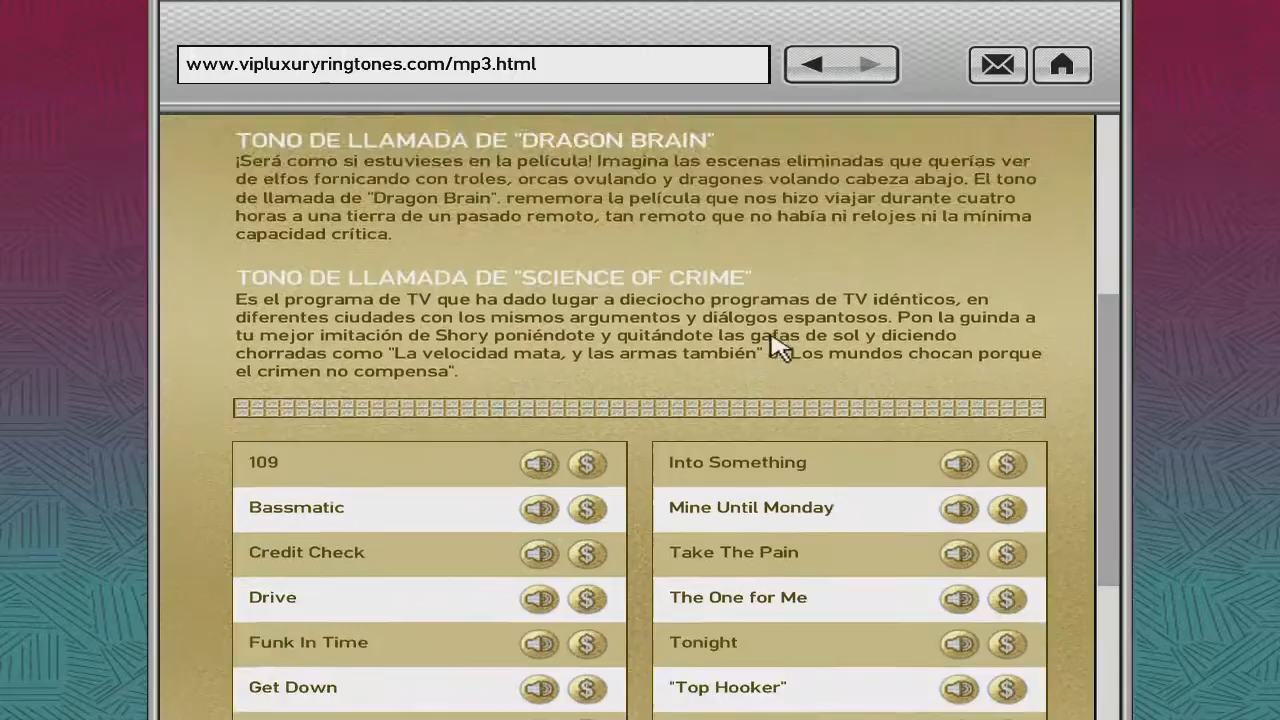 www.vipluxuryringtones.com/mp3.html
TONO DE LLAMADA DE "DRAGON BRAIN"
¡Será como si estuvieses en la película! Imagina las escenas eliminadas que querías ver
de elfos fornicando con troles, orcas ovulando y dragones volando cabeza abajo. El tono
de llamada de "Dragon Brain". rememora la película que nos hizo viajar durante cuatro
horas a una tierra de un pasado remoto, tan remoto que no había ni relojes ni la mínima
capacidad crítica.
TONO DE LLAMADA DE "SCIENCE OF CRIME"
Es el programa de TV que ha dado lugar a dieciocho programas de TV idénticos, en
diferentes ciudades con los mismos argumentos y diálogos espantosos. Pon la guinda a
tu mejor imitación de Shory poniéndote y quitándote las gafas de sol y diciendo
chorradas como "La velocidad mata, y las armas también" Los mundos chocan porque
el crimen no compensa".
109 $
Into Something $
Bassmatic $
Mine Until Monday $
Credit Check $
Take The Pain $
Drive $
The One for Me $
Funk In Time $
Tonight $
Get Down $
"Top Hooker" $